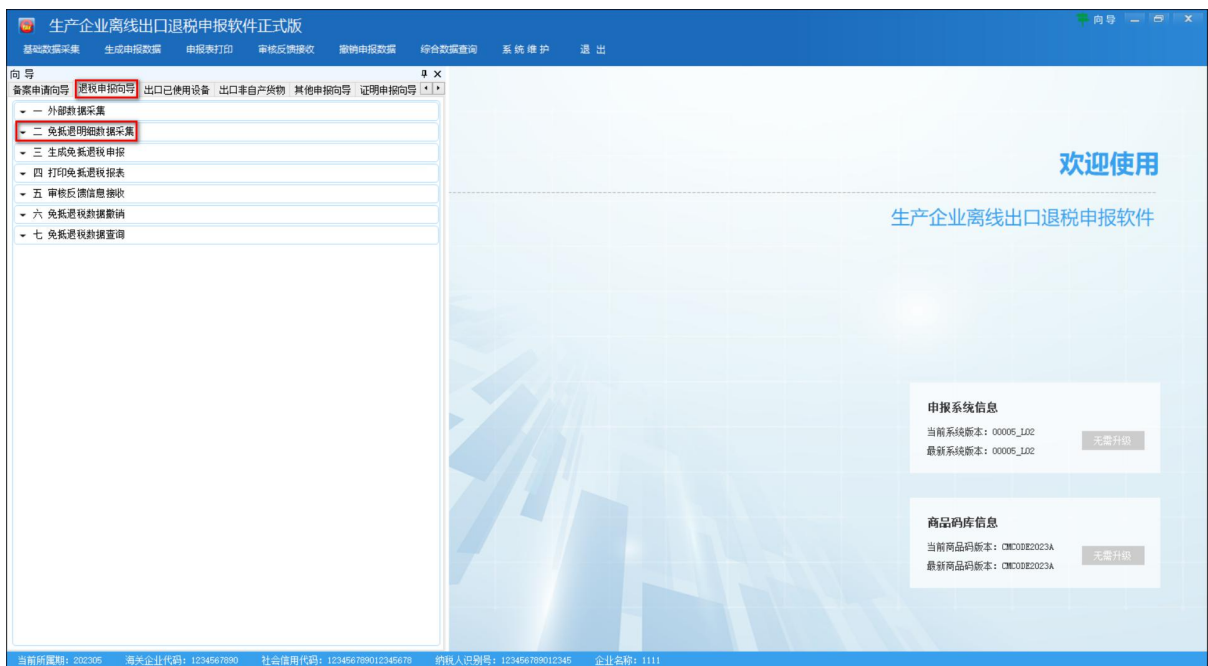 生产企业离线出口退税申报软件正式版
向导
基础数据采集 生成申报数据 申报表打印 审核反馈接收 撤销申报数据 综合数据查询 系统维护 退出
向导
备案申请向导 退税申报向导 出口已使用设备 出口非自产货物 其他申报向导 证明申报向导
一 外部数据采集
二 免抵退明细数据采集
三 生成免抵退税申报
四 打印免抵退税报表
五 审核反馈信息接收
六 免抵退税数据撤销
七 免抵退税数据查询
欢迎使用
生产企业离线出口退税申报软件
申报系统信息
当前系统版本：00005_L02
最新系统版本：00005_L02
无需升级
商品码库信息
当前商品码版本：CMCODE2023A
最新商品码版本：CMCODE2023A
无需升级
当前所属期：202305 海关企业代码：1234567890 社会信用代码：123456789012345678 纳税人识别号：123456789012345 企业名称：1111